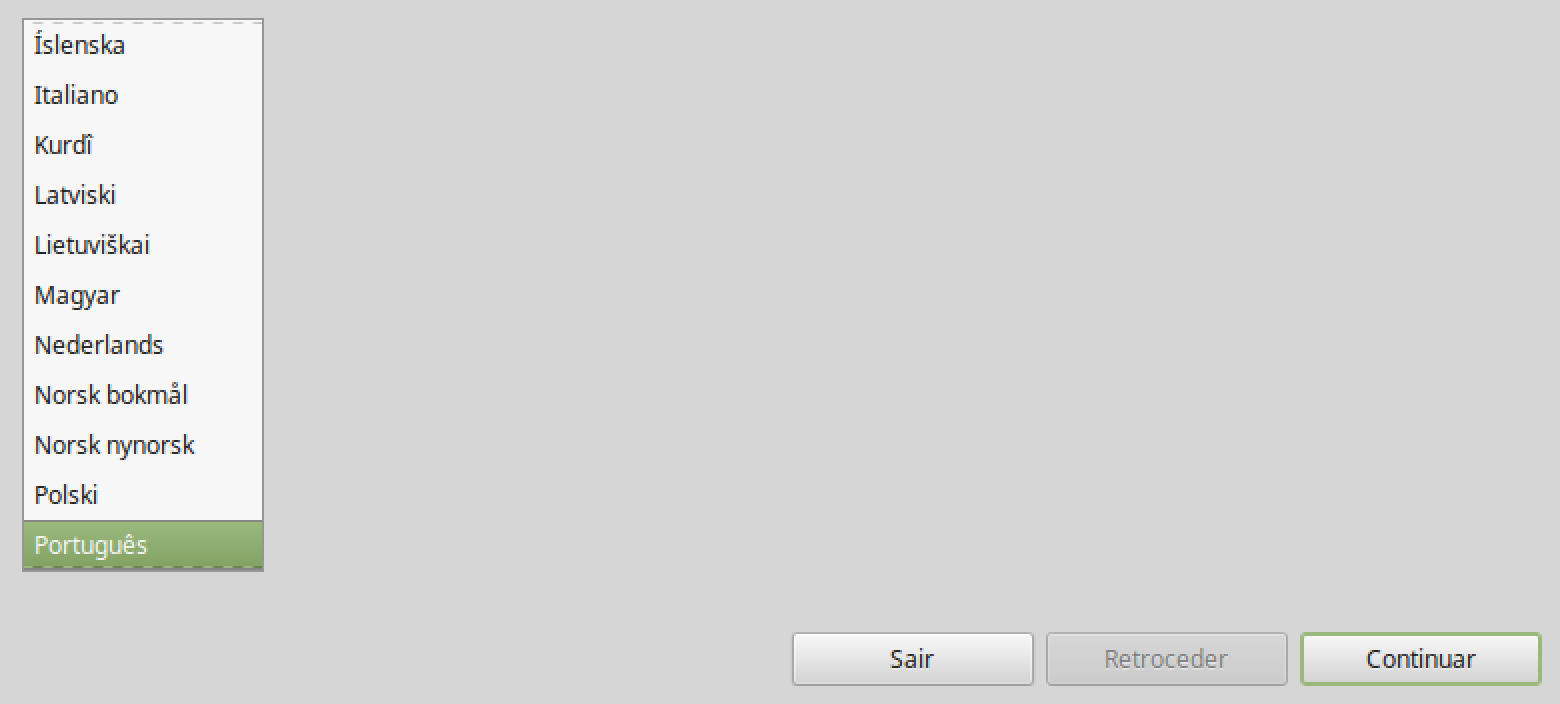 Íslenska
Italiano
Kurdî
Latviski
Lietuviškai
Magyar
Nederlands
Norsk bokmål
Norsk nynorsk
Polski
Português
Sair
Retroceder
Continuar